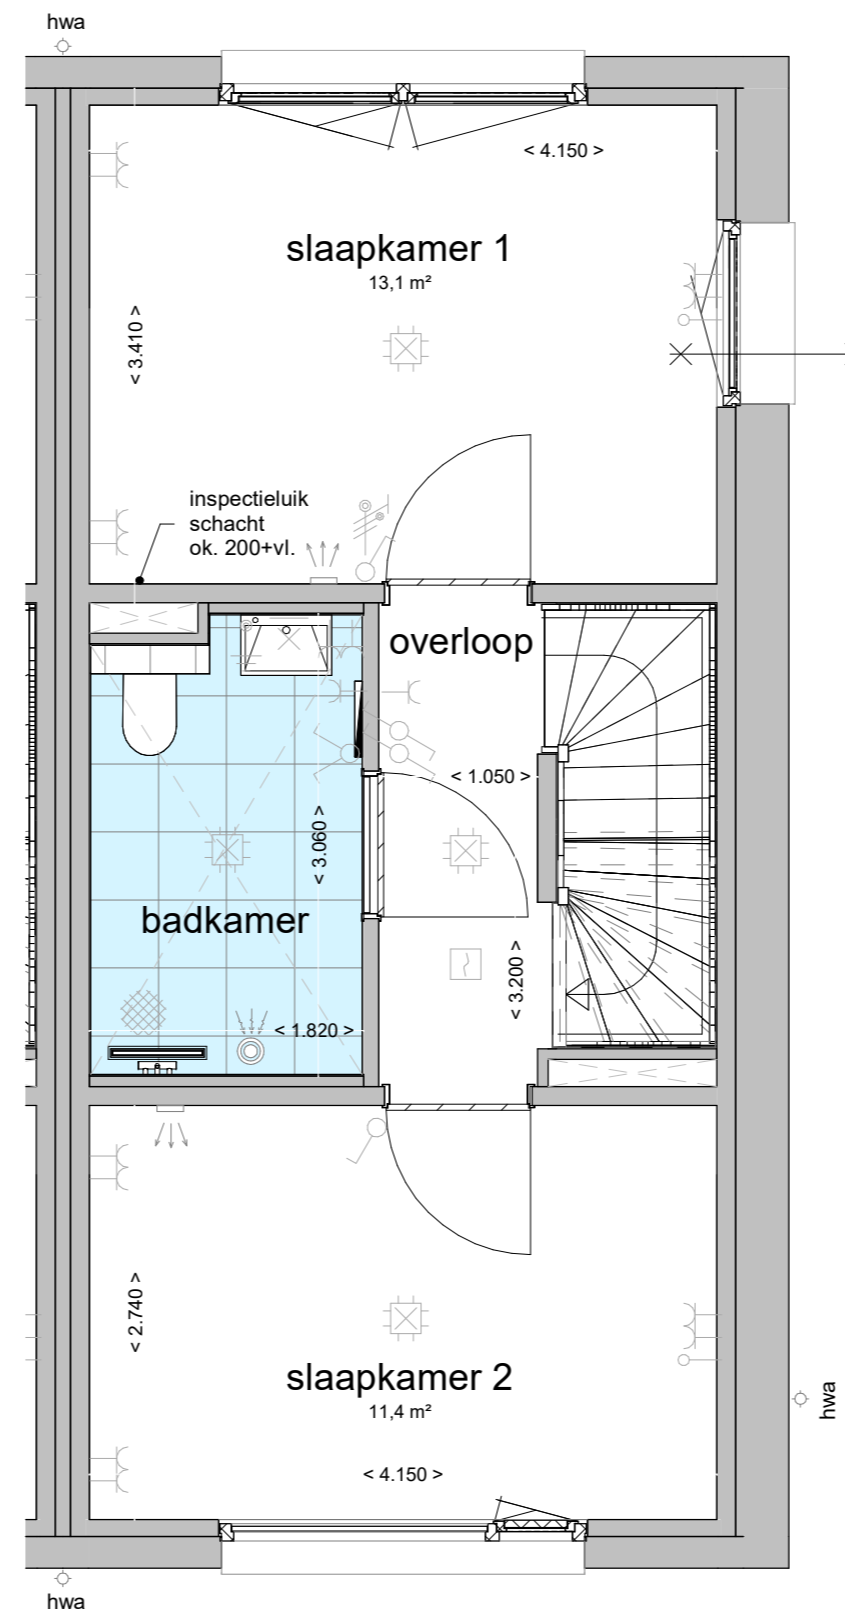 hwa
< 4.150 >
slaapkamer 1
13,1 m²
< 3.410 >
inspectieluik
schacht
ok. 200+vl.
overloop
< 1.050 >
< 3.060 >
badkamer
< 3.200 >
< 1.820 >
< 2.740 >
slaapkamer 2
11,4 m²
hwa
< 4.150 >
hwa